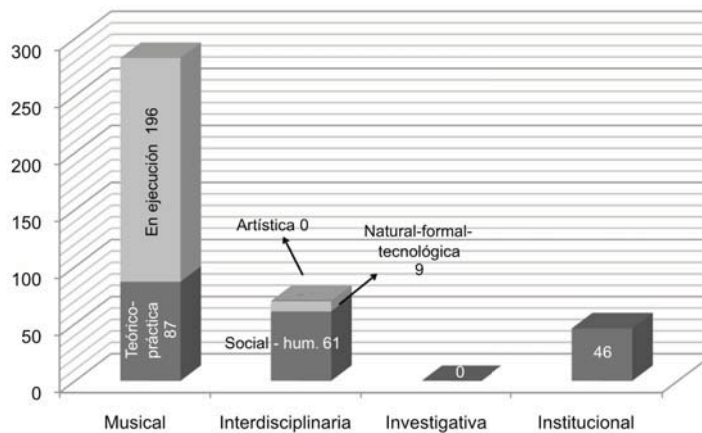 300
250
200
150
100
50
0
En ejecución 196
Teórico-
práctica
87
Artística 0
Natural-formal-
tecnológica
9
Social - hum. 61
0
46
Musical
Interdisciplinaria
Investigativa
Institucional